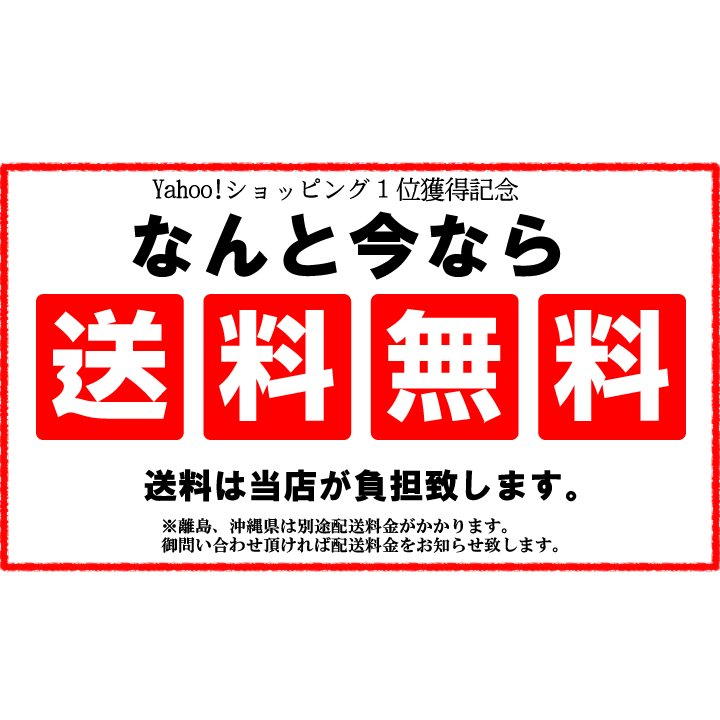 Yahoo!ショッピング１位獲得記念
なんと今なら
送料無料
送料は当店が負担致します。
※離島、沖縄県は別途配送料金がかかります。
御問い合わせ頂ければ配送料金をお知らせ致します。